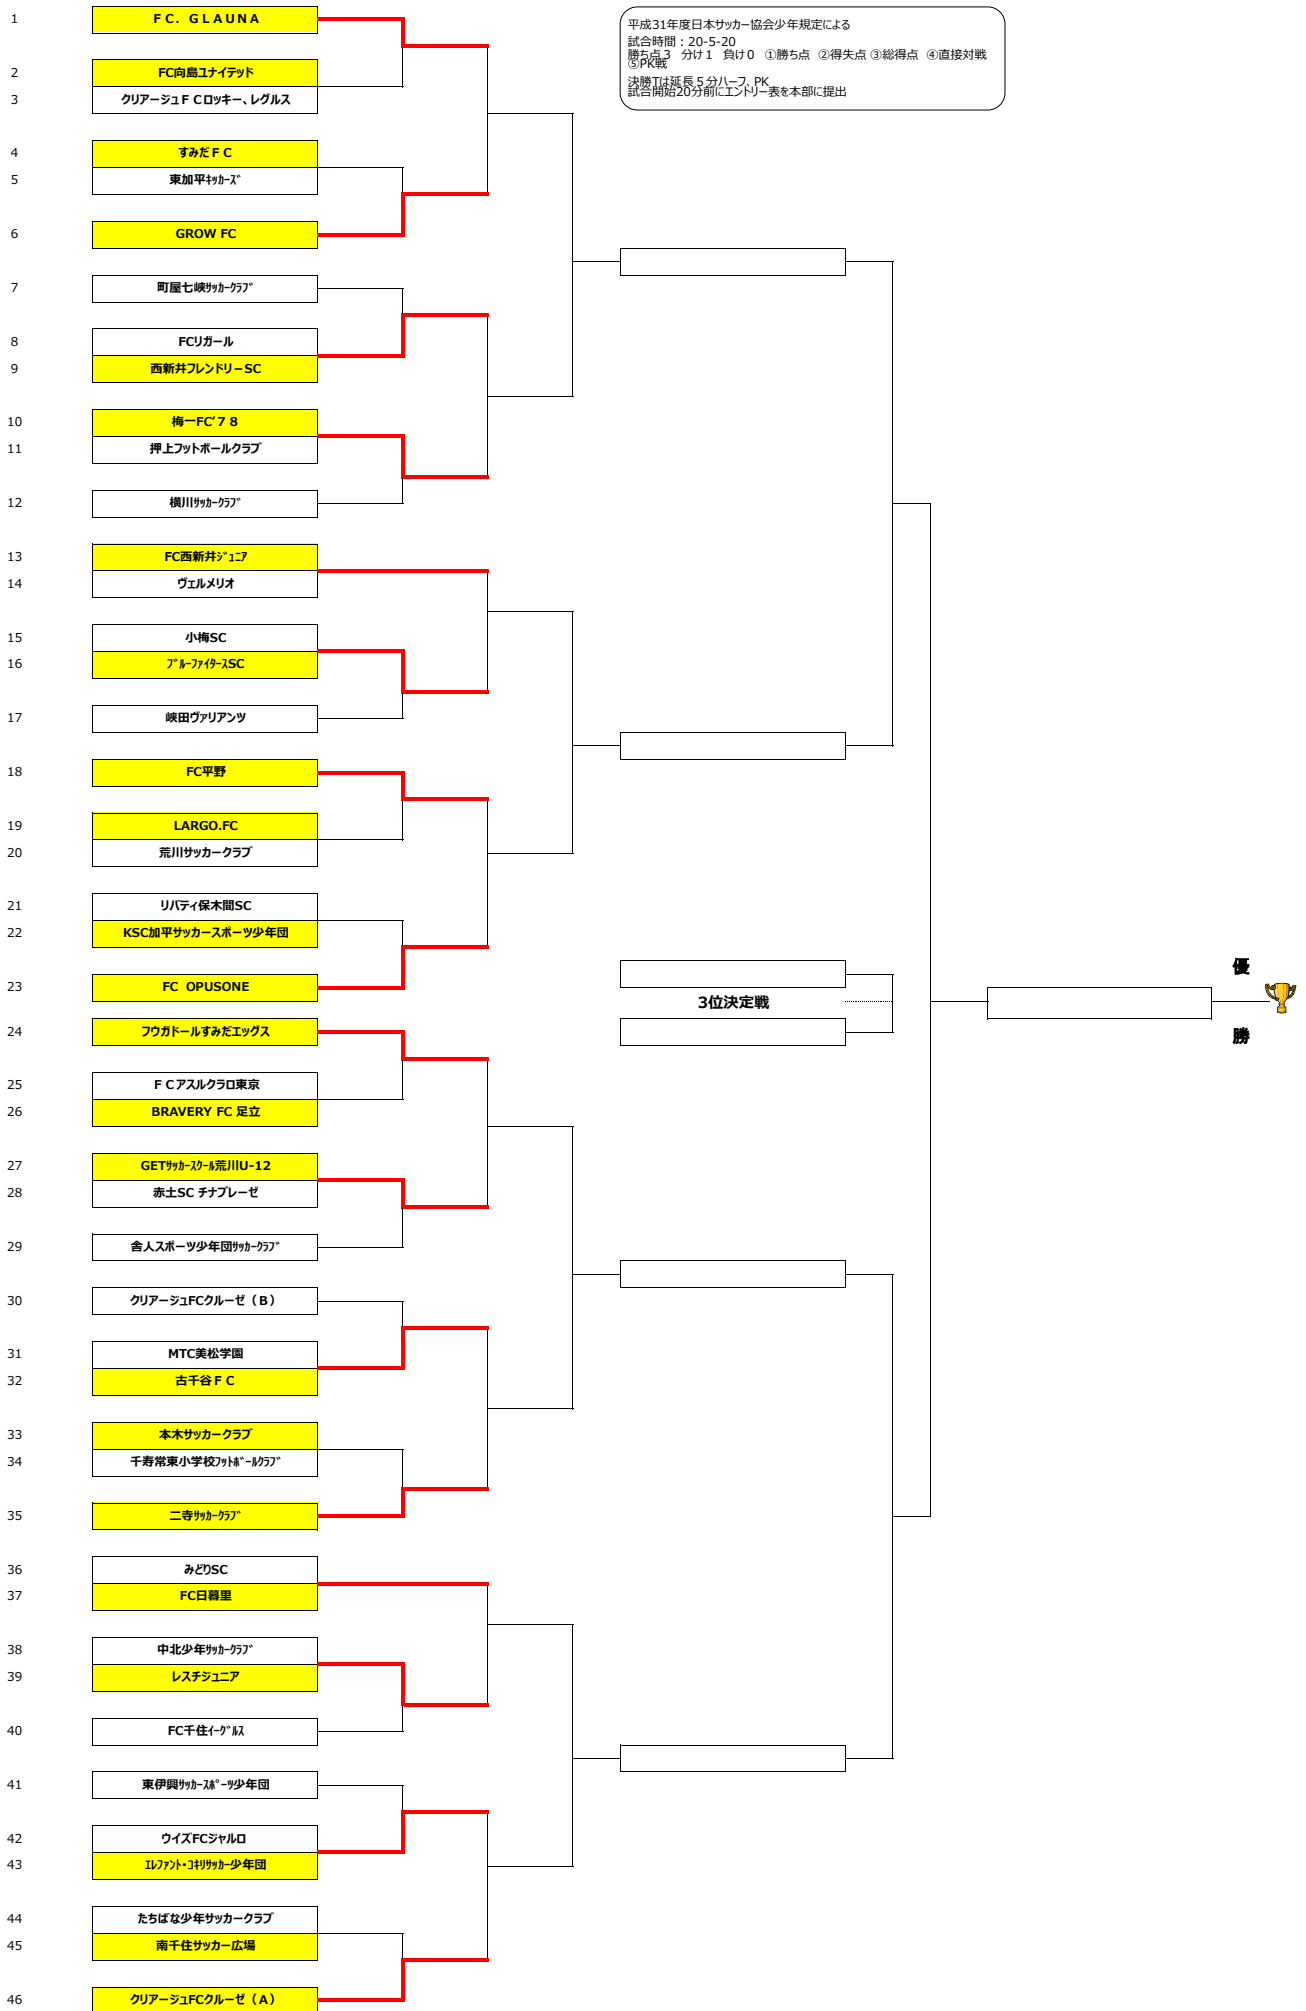 平成31年度日本サッカー協会少年規定による
試合時間：20-5-20
勝ち点３　分け１　負け０　①勝ち点　②得失点 ③総得点　④直接対戦
⑤PK戦
決勝Tは延長５分ハーフ、PK
試合開始20分前にエントリー表を本部に提出
1 ＦＣ．ＧＬＡＵＮＡ
2 FC向島ユナイテッド
3 クリアージュＦＣロッキー、レグルス
4 すみだＦＣ
5 東加平ｷｯｶｰｽﾞ
6 GROW FC
7 町屋七峡ｻｯｶｰｸﾗﾌﾞ
8 FCリガール
9 西新井フレンドリーSC
10 梅一FC’７８
11 押上フットボールクラブ
12 横川ｻｯｶｰｸﾗﾌﾞ
13 FC西新井ｼﾞｭﾆｱ
14 ヴェルメリオ
15 小梅SC
16 ﾌﾞﾙｰﾌｧｲﾀｰｽSC
17 峡田ヴァリアンツ
18 FC平野
19 LARGO.FC
20 荒川サッカークラブ
21 リバティ保木間SC
22 KSC加平サッカースポーツ少年団
23 FC OPUSONE
3位決定戦
優
勝
24 フウガドールすみだエッグス
25 ＦＣアスルクラロ東京
26 BRAVERY FC 足立
27 GETｻｯｶｰｽｸｰﾙ荒川U-12
28 赤土SC チナブレーゼ
29 舎人スポーツ少年団ｻｯｶｰｸﾗﾌﾞ
30 クリアージュFCクルーゼ（Ｂ）
31 MTC美松学園
32 古千谷ＦＣ
33 本木サッカークラブ
34 千寿常東小学校ﾌｯﾄﾎﾞｰﾙｸﾗﾌﾞ
35 二寺ｻｯｶｰｸﾗﾌﾞ
36 みどりSC
37 FC日暮里
38 中北少年ｻｯｶｰｸﾗﾌﾞ
39 レスチジュニア
40 FC千住ｲｰｸﾞﾙｽ
41 東伊興ｻｯｶｰｽﾎﾟｰﾂ少年団
42 ウイズFCジャルロ
43 ｴﾚﾌｧﾝﾄ・ｺｷﾘｻｯｶｰ少年団
44 たちばな少年サッカークラブ
45 南千住サッカー広場
46 クリアージュFCクルーゼ（Ａ）